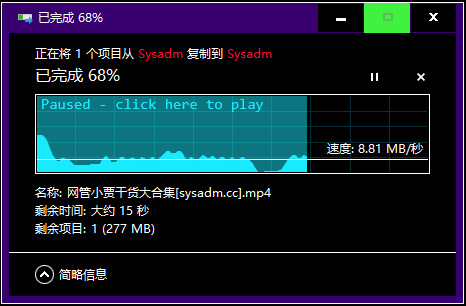 已完成 68%
正在将 1 个项目从 Sysadm 复制到 Sysadm
已完成 68%
Paused - click here to play
速度: 8.81 MB/秒
名称: 网管小贾干货大合集[sysadm.cc].mp4
剩余时间: 大约 15 秒
剩余项目: 1 (277 MB)
简略信息